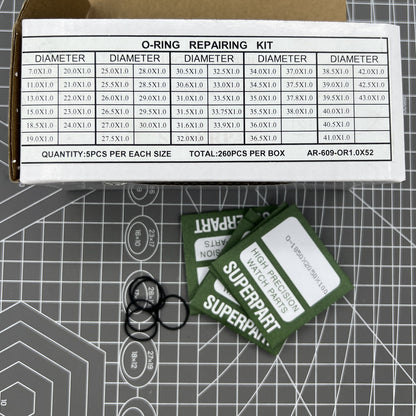 O-RING REPAIRING KIT
DIAMETER DIAMETER DIAMETER DIAMETER DIAMETER
7.0X1.0 20.0X1.0 25.0X1.0 28.0X1.0 30.5X1.0 32.5X1.0 34.0X1.0 37.0X1.0 38.5X1.0 42.0X1.0
11.0X1.0 21.0X1.0 25.5X1.0 28.5X1.0 30.8X1.0 33.0X1.0 34.5X1.0 37.5X1.0 39.0X1.0 42.5X1.0
13.0X1.0 22.0X1.0 26.0X1.0 29.0X1.0 31.0X1.0 33.5X1.0 35.0X1.0 37.8X1.0 39.5X1.0 43.0X1.0
15.0X1.0 23.0X1.0 26.5X1.0 29.5X1.0 31.5X1.0 33.75X1.0 35.5X1.0 38.0X1.0 40.0X1.0
18.5X1.0 24.0X1.0 27.0X1.0 30.0X1.0 31.6X1.0 33.9X1.0 36.0X1.0 40.5X1.0
19.0X1.0 27.5X1.0 32.0X1.0 36.5X1.0 41.0X1.0
QUANTITY:5PCS PER EACH SIZE TOTAL:260PCS PER BOX AR-609-OR1.0X52
SUPERPART
PARTS
CISION
D-1850X2050X100
HIGH PRECISION
WATCH PARTS
SUPERPART
SUPERPART
23x17
16x10
27x19
18x12